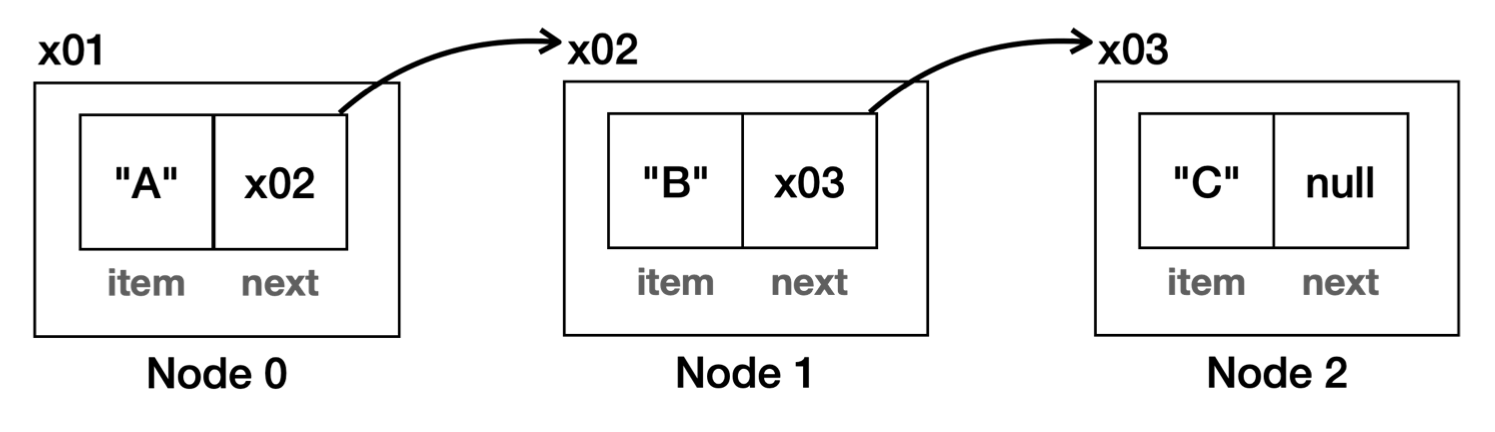 x01 x02 x03
"A" x02 "B" x03 "C" null
item next item next item next
Node 0 Node 1 Node 2